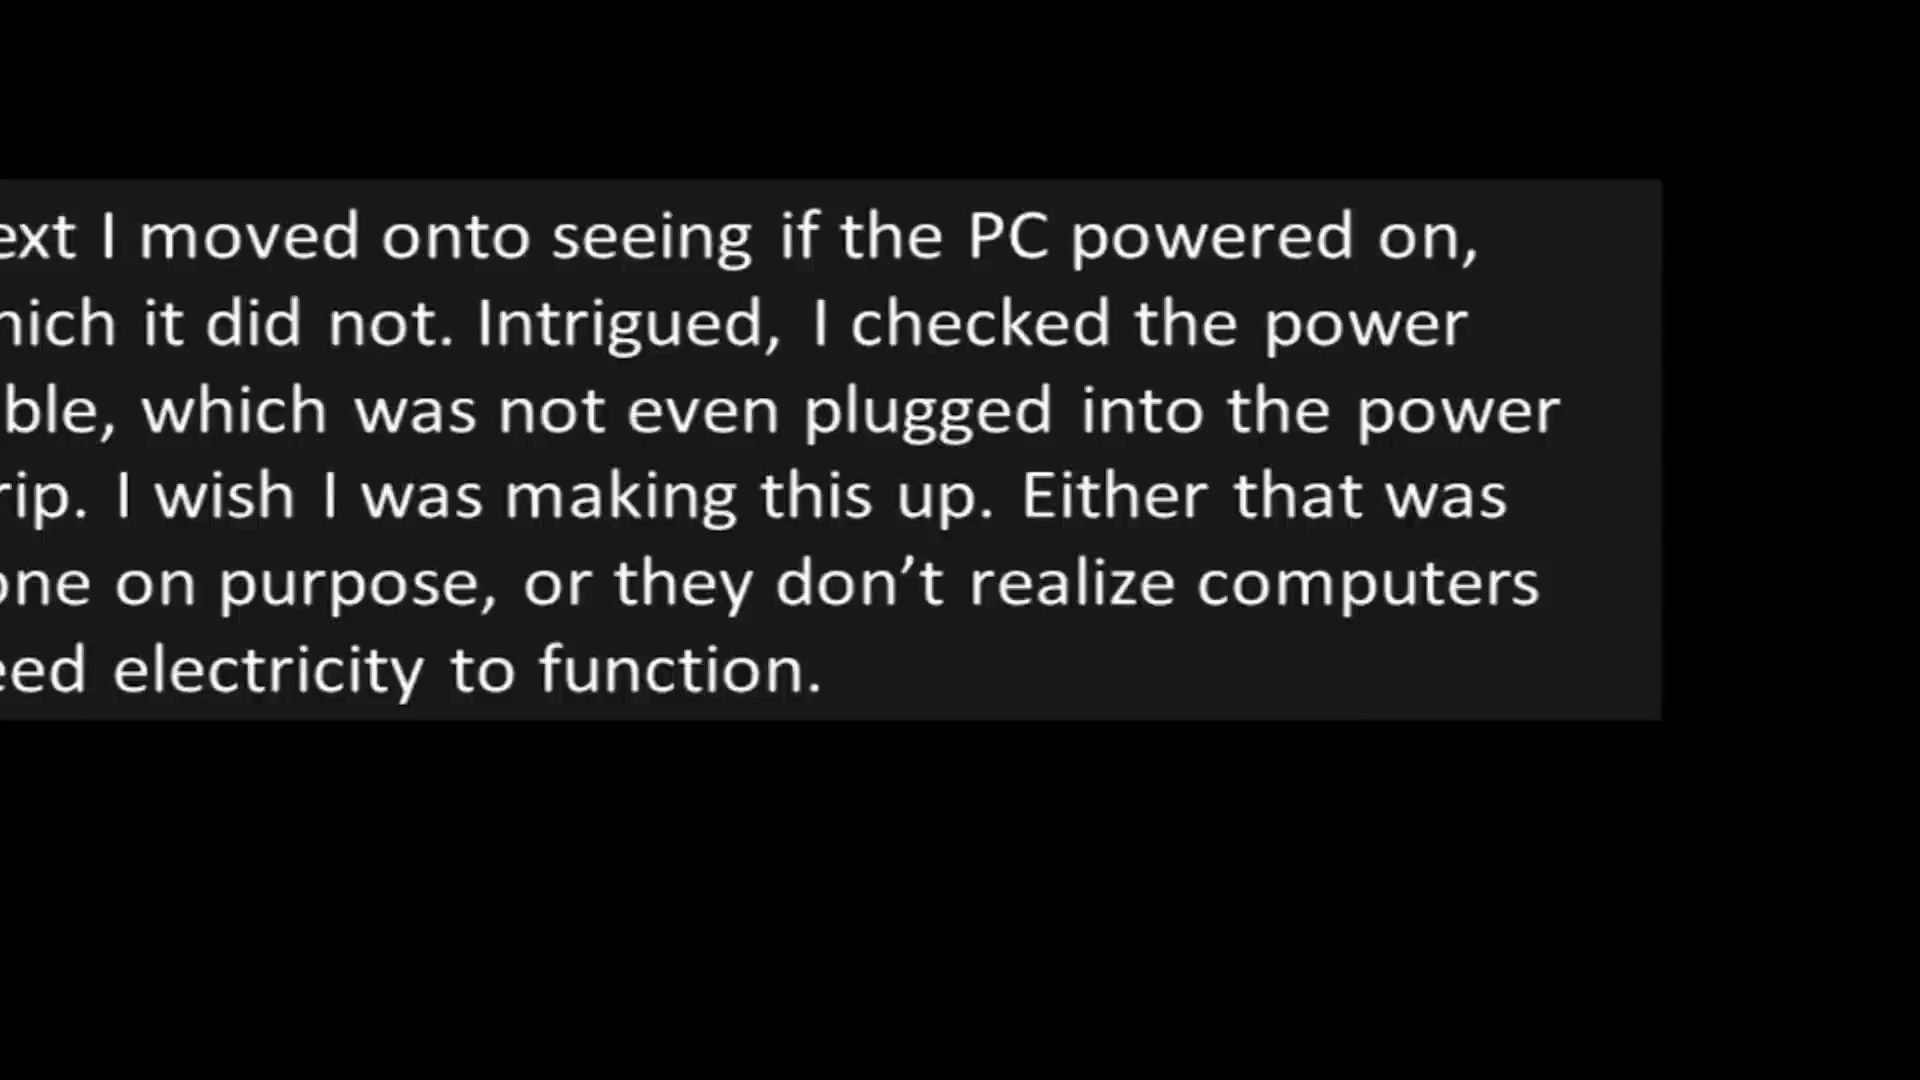 ext I moved onto seeing if the PC powered on,
hich it did not. Intrigued, I checked the power
ble, which was not even plugged into the power
rip. I wish I was making this up. Either that was
one on purpose, or they don’t realize computers
eed electricity to function.